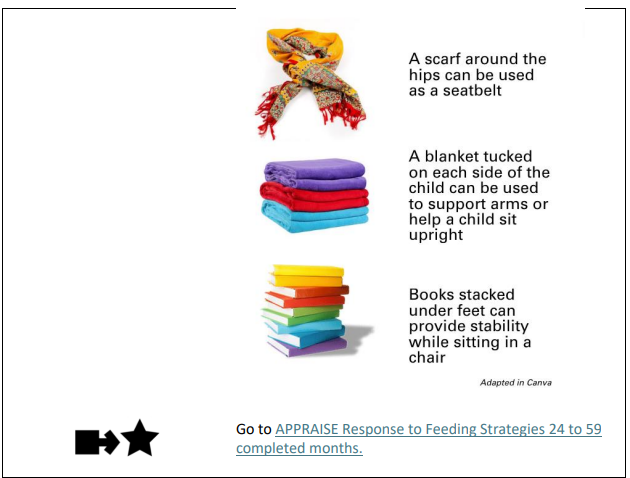 A scarf around the
hips can be used
as a seatbelt
A blanket tucked
on each side of the
child can be used
to support arms or
help a child sit
upright
Books stacked
under feet can
provide stability
while sitting in a
chair
Adapted in Canva
Go to APPRAISE Response to Feeding Strategies 24 to 59
completed months.